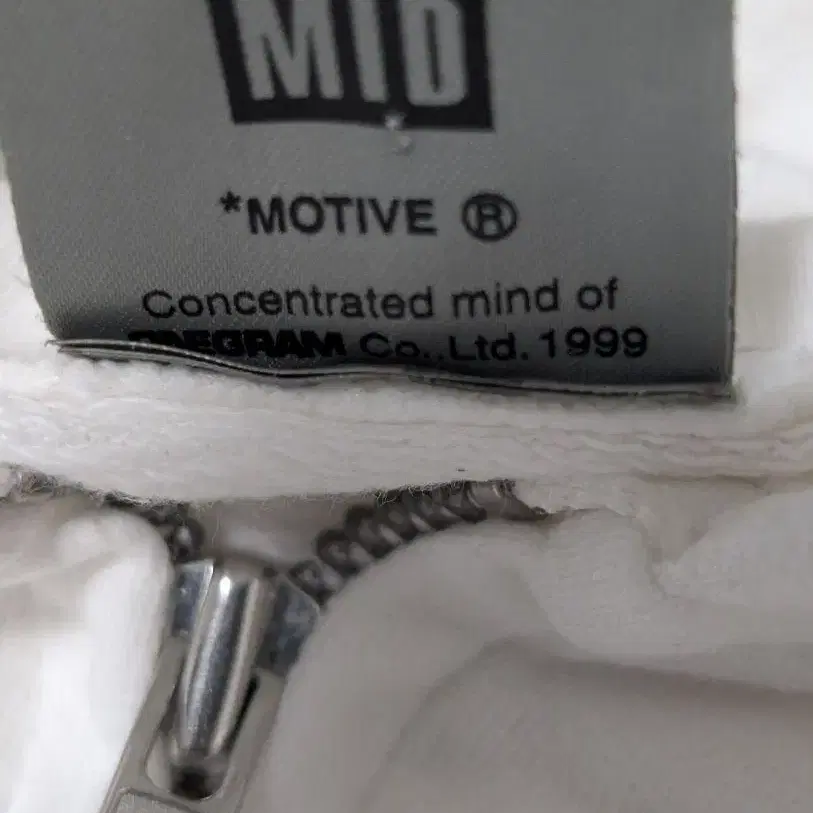 MID
*MOTIVE ®
Concentrated mind of
Co.,Ltd. 1999